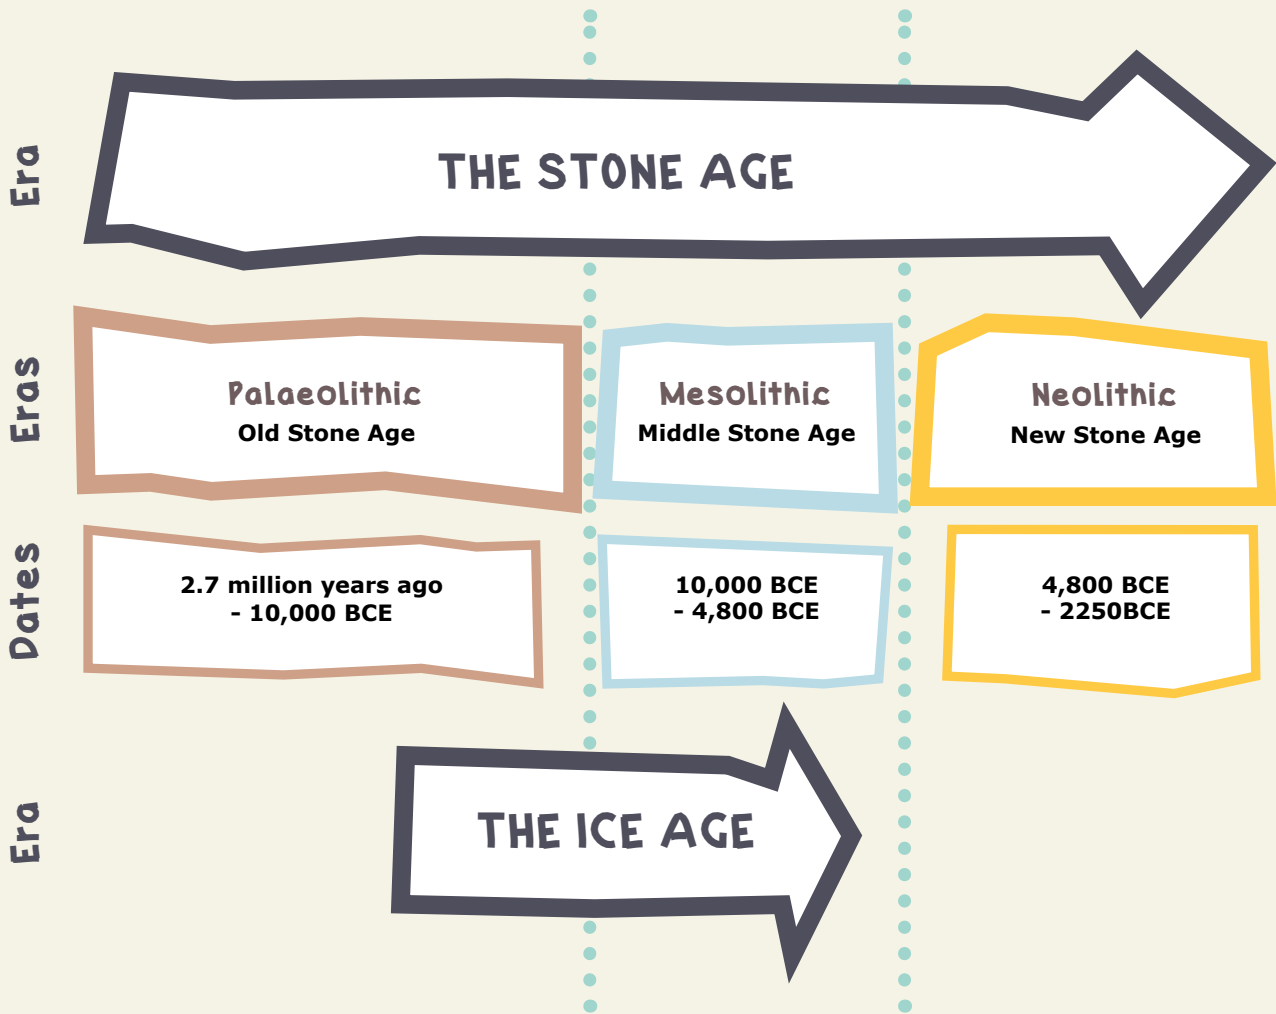 Era
THE STONE AGE
Eras
Palaeolithic
Old Stone Age
Mesolithic
Middle Stone Age
Neolithic
New Stone Age
Dates
2.7 million years ago
- 10,000 BCE
10,000 BCE
- 4,800 BCE
4,800 BCE
- 2250BCE
Era
THE ICE AGE